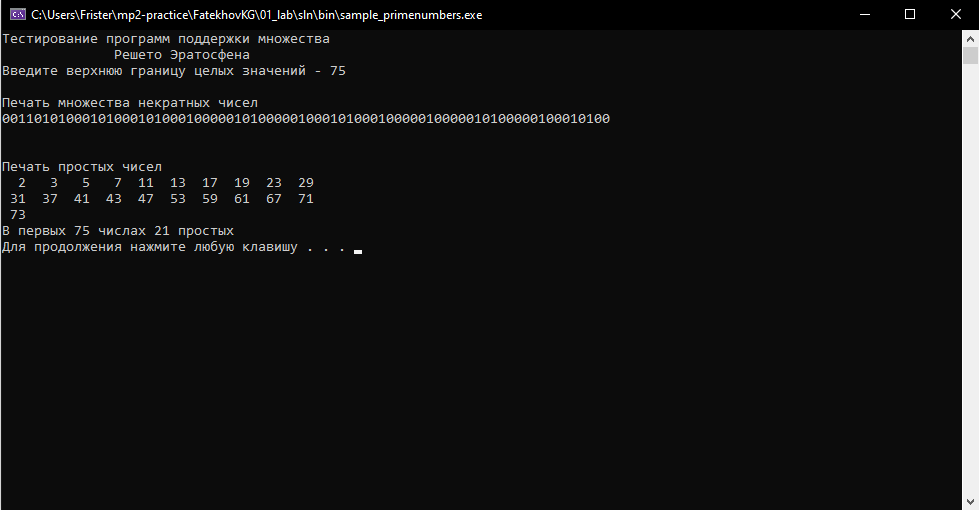 C:\Users\Frister\mp2-practice\FatekhovKG\01_lab\sln\bin\sample_primenumbers.exe
Тестирование программ поддержки множества
Решето Эратосфена
Введите верхнюю границу целых значений - 75
Печать множества некратных чисел
0011010100010100010100010000010100000100010100010000010000010100000100010100
Печать простых чисел
2 3 5 7 11 13 17 19 23 29
31 37 41 43 47 53 59 61 67 71
73
В первых 75 числах 21 простых
Для продолжения нажмите любую клавишу . . .